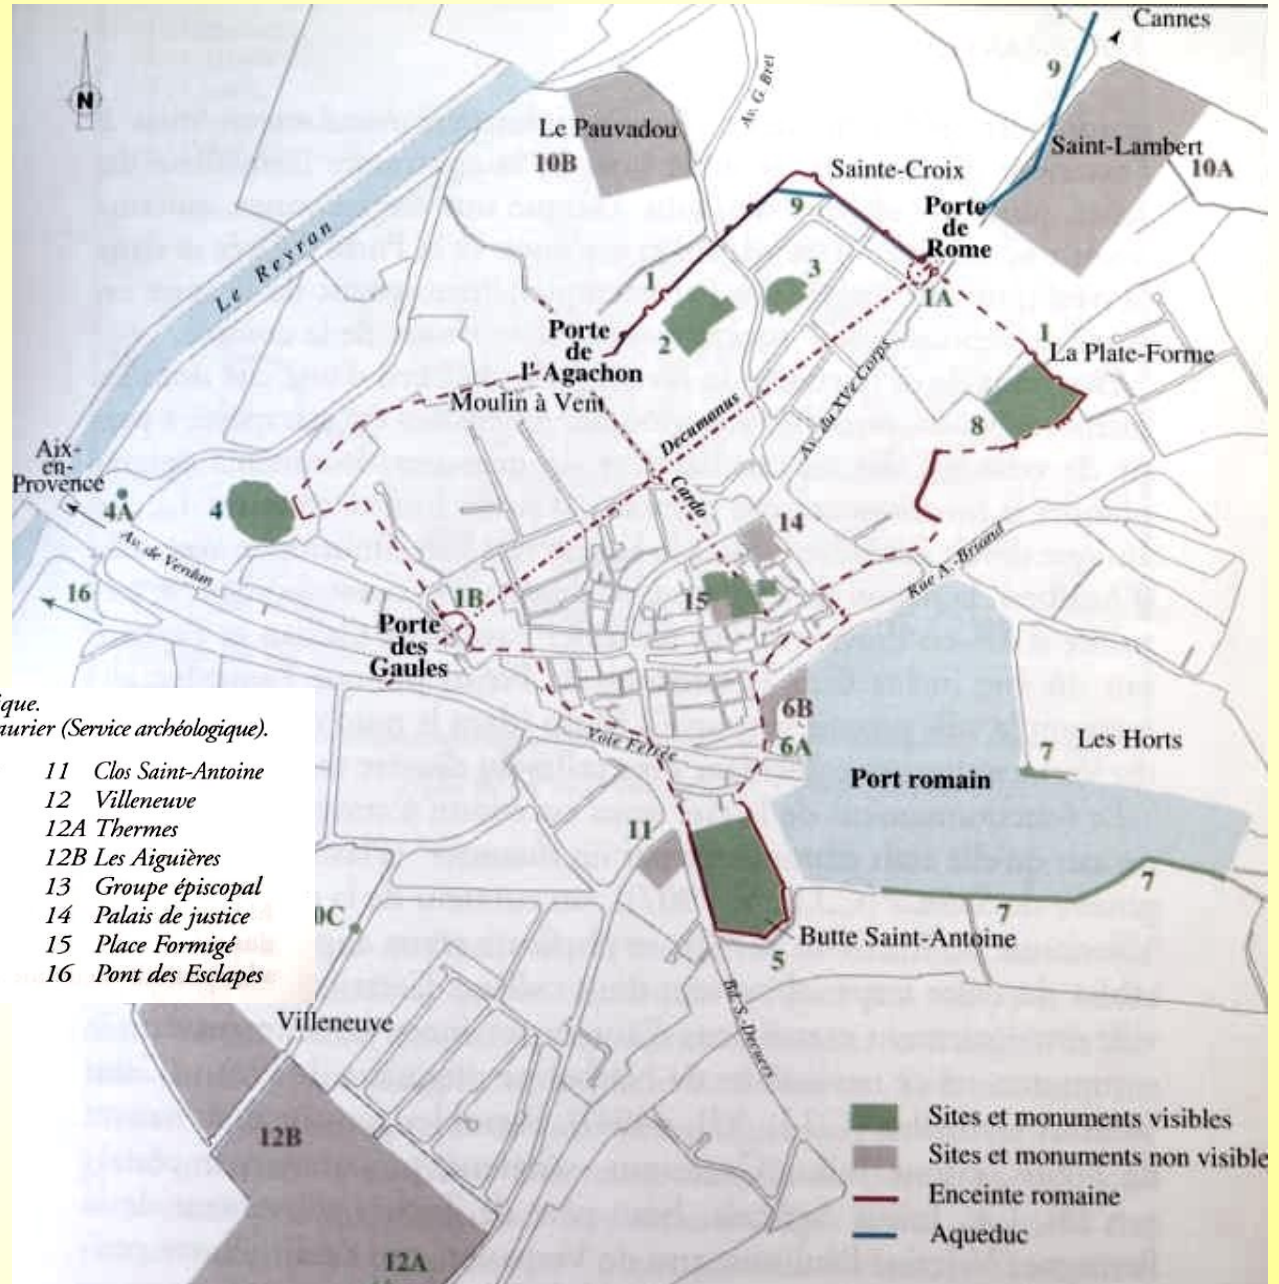 Cannes
9
N
Av. G. Bret
Le Pauvadou
10B
Saint-Lambert
10A
Sainte-Croix
9
Porte
de
Rome
Le Reyran
1
3
1A
2
Porte
de
l'Agachon
1
La Plate-Forme
Moulin à Vent
Decumanus
Av. du XVe Corps
8
Aix-
en-
Provence
4A
4
Cardo
14
Av. de Verdun
Rue A.-Briand
16
1B
15
Porte
des
Gaules
6B
6A
Voie Ferrée
7
Les Horts
Port romain
ique.
aurier (Service archéologique).
11 Clos Saint-Antoine
12 Villeneuve
12A Thermes
12B Les Aiguières
13 Groupe épiscopal
14 Palais de justice
15 Place Formigé
16 Pont des Esclapes
11
7
7
0C
Butte Saint-Antoine
5
Bd. S.-Decuers
Villeneuve
12B
12A
Sites et monuments visibles
Sites et monuments non visible
Enceinte romaine
Aqueduc